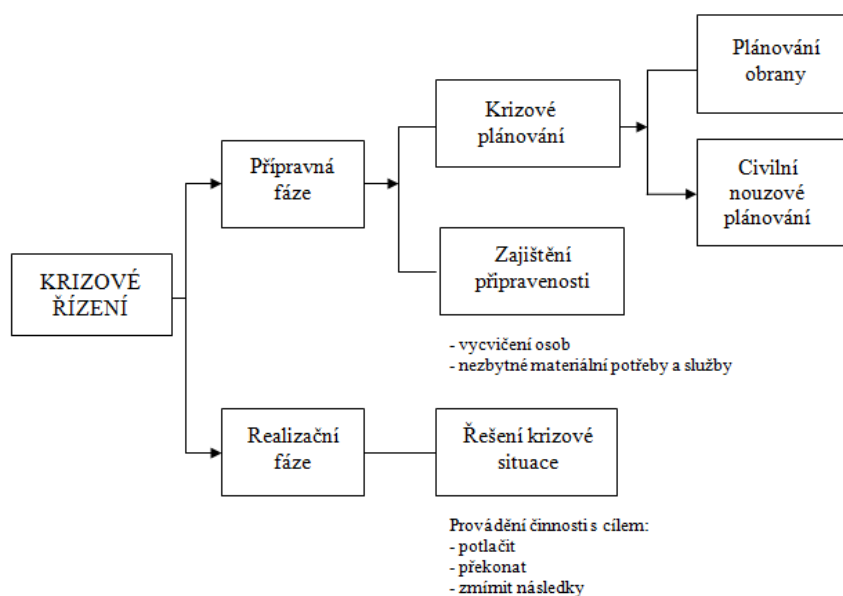 Plánování
obrany
Krizové
plánování
Přípravná
fáze
Civilní
nouzové
plánování
Zajištění
připravenosti
KRIZOVÉ
ŘÍZENÍ
- vycvičení osob
- nezbytné materiální potřeby a služby
Realizační
fáze
Řešení krizové
situace
Provádění činnosti s cílem:
- potlačit
- překonat
- zmírnit následky